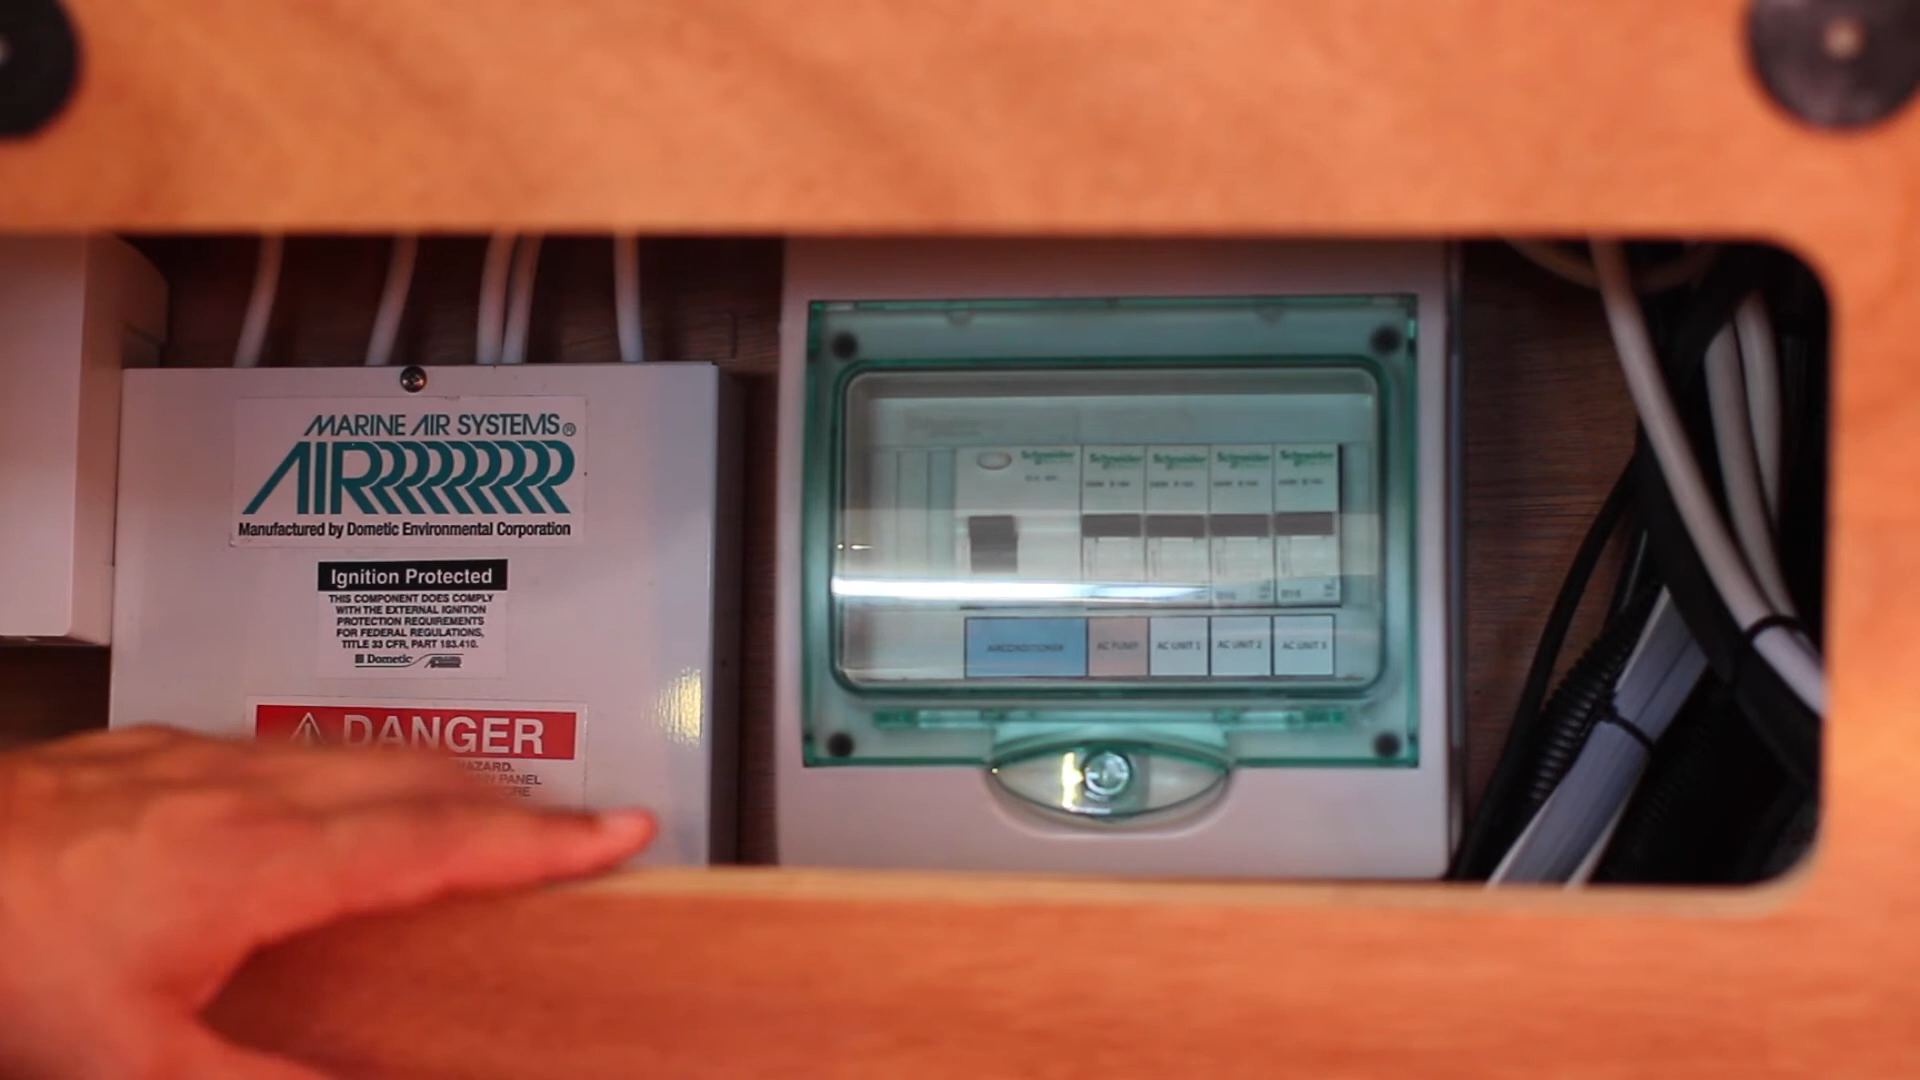 MARINE AIR SYSTEMS®
AIR
Manufactured by Dometic Environmental Corporation
Ignition Protected
THIS COMPONENT DOES COMPLY
WITH THE EXTERNAL IGNITION
PROTECTION REQUIREMENTS
FOR FEDERAL REGULATIONS,
TITLE 33 CFR, PART 183.410.
Dometic
DANGER
HAZARD.
PANEL
Schneider Schneider Schneider Schneider Schneider
AIRCONDITIONER AC PUMP AC UNIT 1 AC UNIT 2 AC UNIT 3